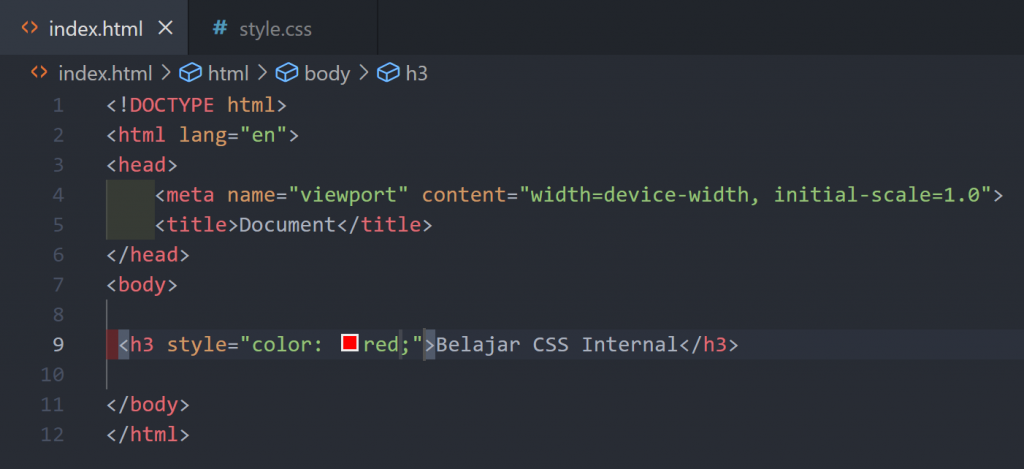 index.html style.css
index.html html body h3
1 <!DOCTYPE html>
2 <html lang="en">
3 <head>
4 <meta name="viewport" content="width=device-width, initial-scale=1.0">
5 <title>Document</title>
6 </head>
7 <body>
8
9 <h3 style="color: red;">Belajar CSS Internal</h3>
10
11 </body>
12 </html>